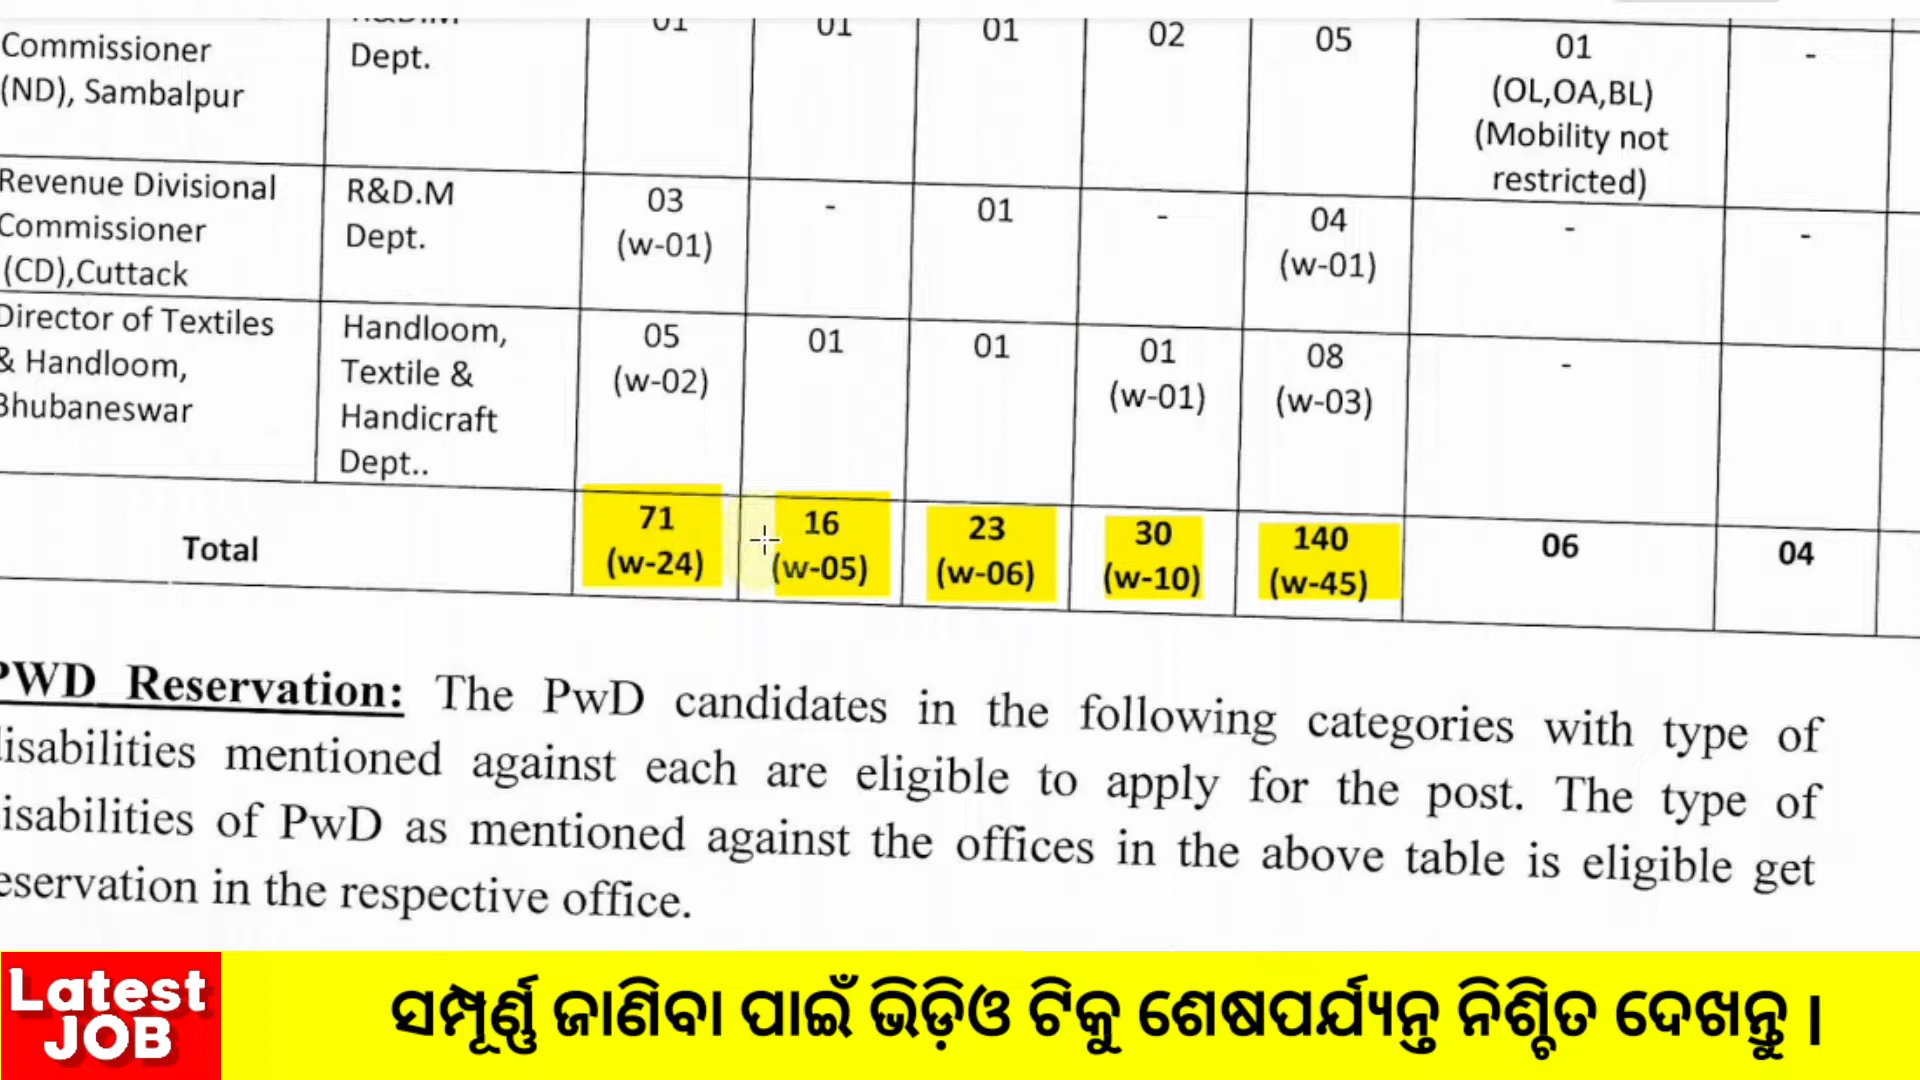 01 01 01 02 05 01 -
Commissioner Dept.
(ND), Sambalpur (OL,OA,BL)
(Mobility not
restricted)
Revenue Divisional R&D.M 03 - 01 - 04 - -
Commissioner Dept. (w-01) (w-01)
(CD),Cuttack
Director of Textiles Handloom, 05 01 01 01 08 -
& Handloom, Textile & (w-02) (w-01) (w-03)
Bhubaneswar Handicraft
Dept..
Total 71 16 23 30 140 06 04
(w-24) (w-05) (w-06) (w-10) (w-45)
PWD Reservation: The PwD candidates in the following categories with type of
disabilities mentioned against each are eligible to apply for the post. The type of
disabilities of PwD as mentioned against the offices in the above table is eligible get
reservation in the respective office.
Latest
JOB
ସମ୍ପୂର୍ଣ୍ଣ ଜାଣିବା ପାଇଁ ଭିଡ଼ିଓ ଟିକୁ ଶେଷପର୍ଯ୍ୟନ୍ତ ନିଶ୍ଚିତ ଦେଖନ୍ତୁ ।